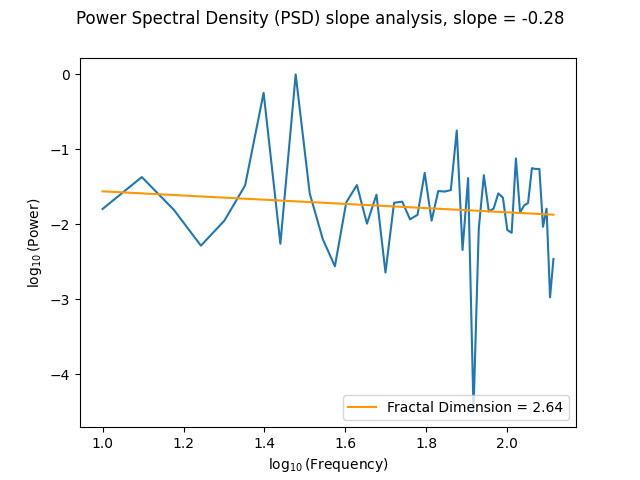 Power Spectral Density (PSD) slope analysis, slope = -0.28
0
−1
−2
−3
−4
log₁₀(Power)
1.0 1.2 1.4 1.6 1.8 2.0
log₁₀(Frequency)
Fractal Dimension = 2.64